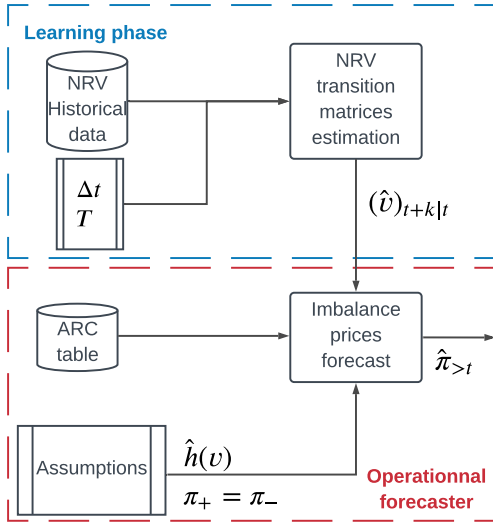 Learning phase
NRV
Historical
data
NRV
transition
matrices
estimation
Δt
T
(v̂)ₜ₊ₖ|ₜ
ARC
table
Imbalance
prices
forecast
π̂>ₜ
Assumptions
ĥ(v)
π₊ = π₋
Operationnal
forecaster